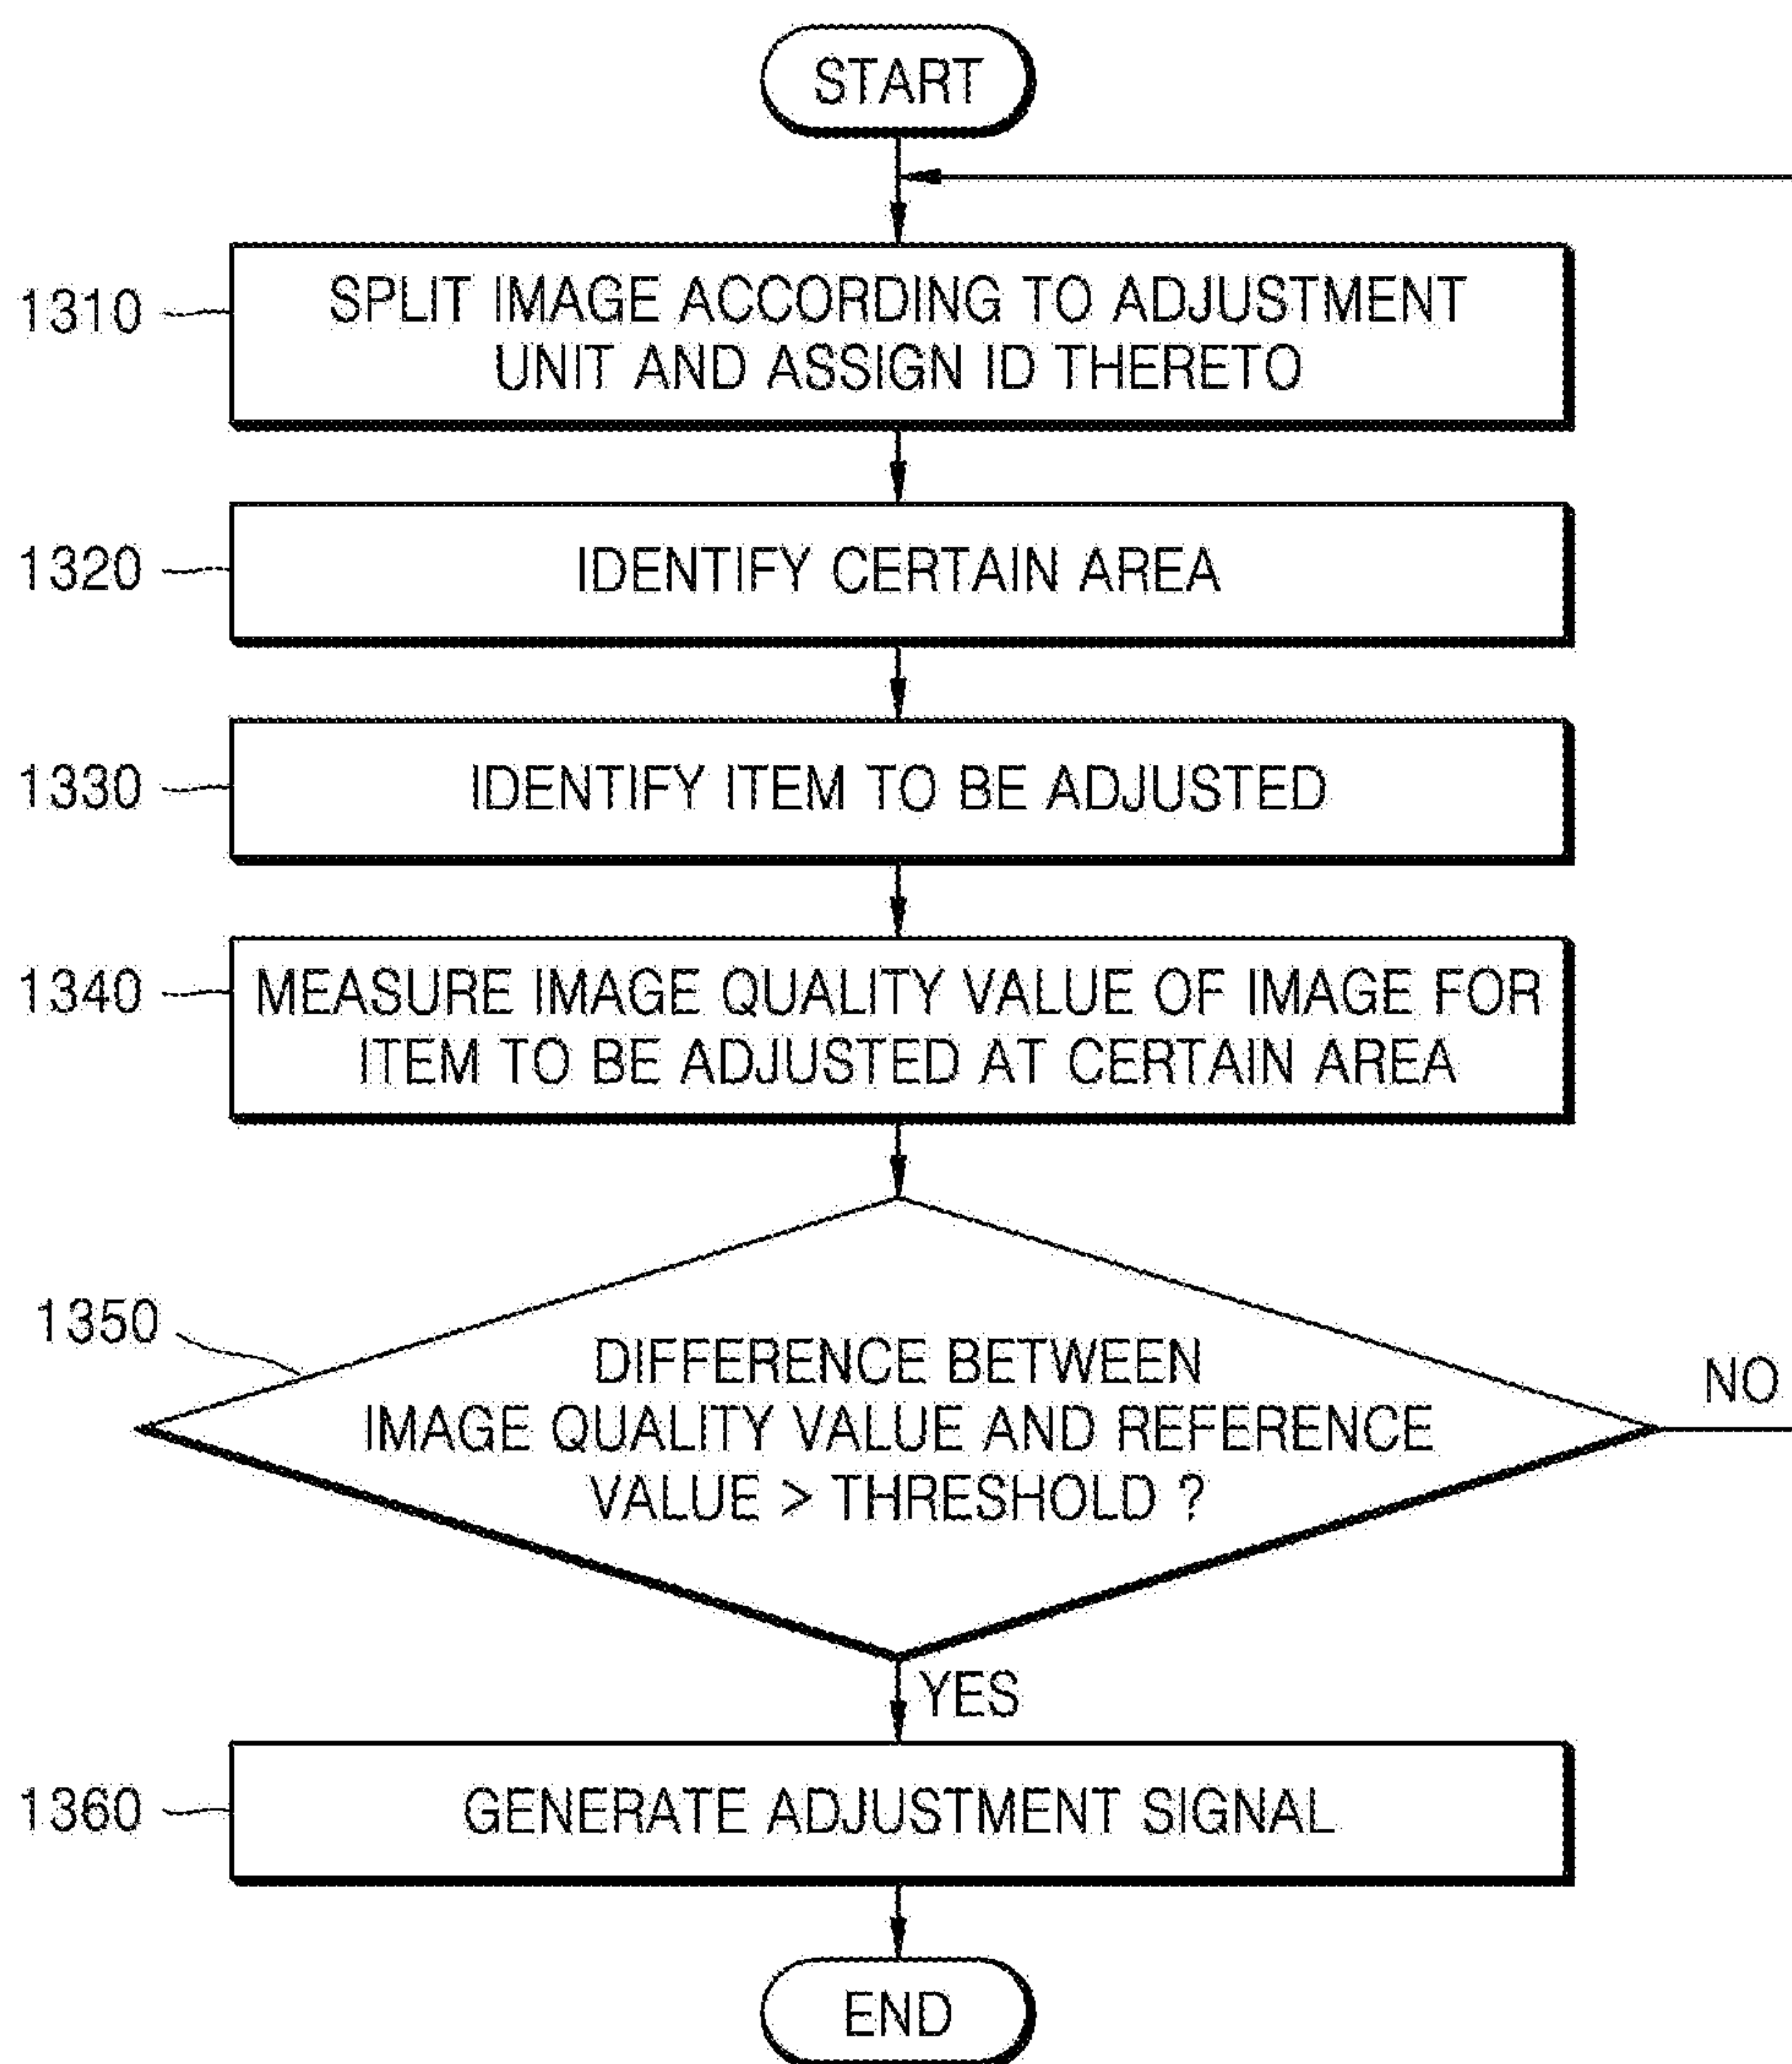 START
1310
SPLIT IMAGE ACCORDING TO ADJUSTMENT
UNIT AND ASSIGN ID THERETO
1320
IDENTIFY CERTAIN AREA
1330
IDENTIFY ITEM TO BE ADJUSTED
1340
MEASURE IMAGE QUALITY VALUE OF IMAGE FOR
ITEM TO BE ADJUSTED AT CERTAIN AREA
1350
DIFFERENCE BETWEEN
IMAGE QUALITY VALUE AND REFERENCE
VALUE > THRESHOLD ?
NO
YES
1360
GENERATE ADJUSTMENT SIGNAL
END